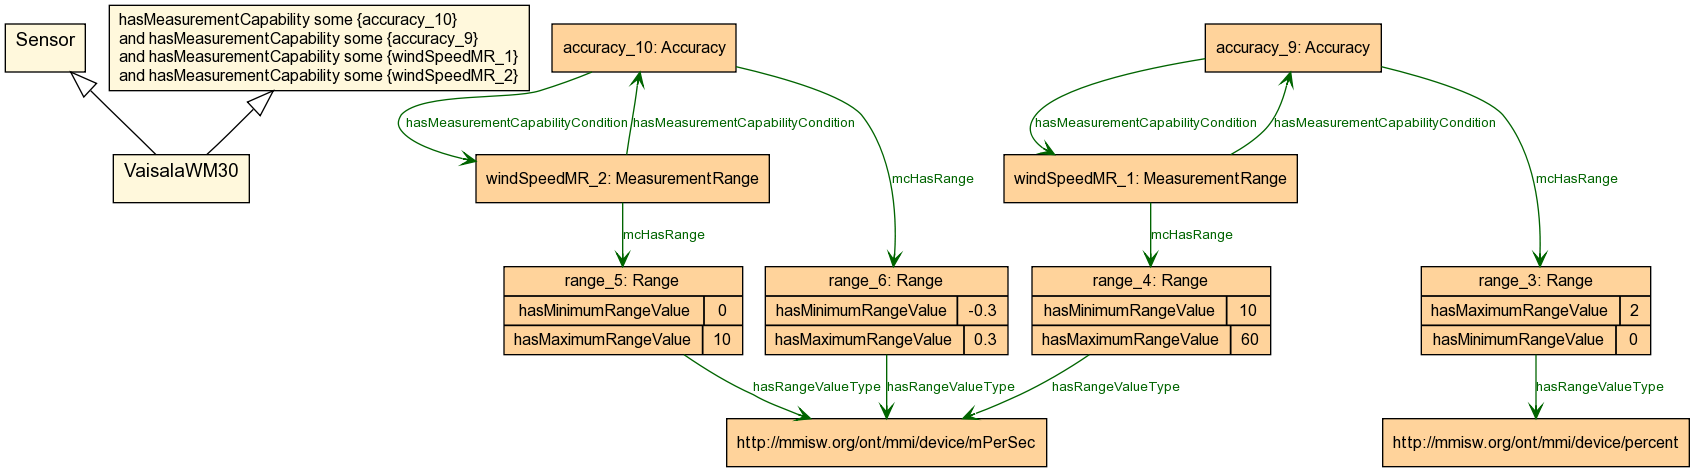 Sensor
hasMeasurementCapability some {accuracy_10}
and hasMeasurementCapability some {accuracy_9}
and hasMeasurementCapability some {windSpeedMR_1}
and hasMeasurementCapability some {windSpeedMR_2}
accuracy_10: Accuracy
accuracy_9: Accuracy
hasMeasurementCapabilityCondition
hasMeasurementCapabilityCondition
hasMeasurementCapabilityCondition
hasMeasurementCapabilityCondition
VaisalaWM30
windSpeedMR_2: MeasurementRange
mcHasRange
windSpeedMR_1: MeasurementRange
mcHasRange
mcHasRange
mcHasRange
range_5: Range
hasMinimumRangeValue 0
hasMaximumRangeValue 10
range_6: Range
hasMinimumRangeValue -0.3
hasMaximumRangeValue 0.3
range_4: Range
hasMinimumRangeValue 10
hasMaximumRangeValue 60
range_3: Range
hasMaximumRangeValue 2
hasMinimumRangeValue 0
hasRangeValueType
hasRangeValueType
hasRangeValueType
hasRangeValueType
http://mmisw.org/ont/mmi/device/mPerSec
http://mmisw.org/ont/mmi/device/percent